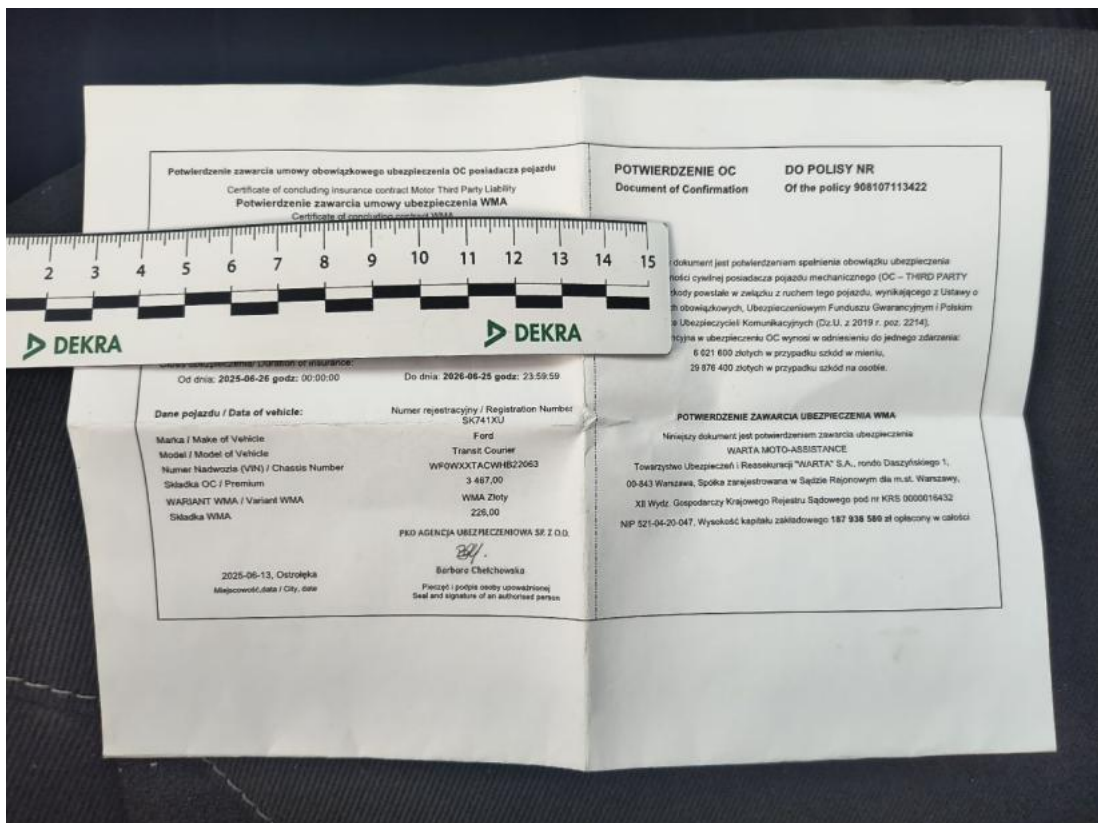 Potwierdzenie zawarcia umowy obowiązkowego ubezpieczenia OC posiadacza pojazdu
Certificate of concluding insurance contract Motor Third Party Liability
Potwierdzenie zawarcia umowy ubezpieczenia WMA
Certificate of concluding contract WMA
2 3 4 5 6 7 8 9 10 11 12 13 14 15
DEKRA DEKRA
Duration of insurance:
Od dnia: 2025-06-26 godz: 00:00:00 Do dnia: 2026-06-25 godz: 23:59:59
Dane pojazdu / Data of vehicle: Numer rejestracyjny / Registration Number
SK741XU
Marka / Make of Vehicle Ford
Model / Model of Vehicle Transit Courier
Numer Nadwozia (VIN) / Chassis Number WF0WXXTACWHB22063
Składka OC / Premium 3 467,00
WARIANT WMA / Variant WMA WMA Złoty
Składka WMA 226,00
PKO AGENCJA UBEZPIECZENIOWA SP. Z O.O.
Barbara Chełchowska
2025-06-13, Ostrołęka
Miejscowość,data / City, date
Pieczęć i podpis osoby upoważnionej
Seal and signature of an authorised person
POTWIERDZENIE OC DO POLISY NR
Document of Confirmation Of the policy 908107113422
dokument jest potwierdzeniem spełnienia obowiązku ubezpieczenia
ności cywilnej posiadacza pojazdu mechanicznego (OC – THIRD PARTY
zkody powstałe w związku z ruchem tego pojazdu, wynikającego z Ustawy o
h obowiązkowych, Ubezpieczeniowym Funduszu Gwarancyjnym i Polskim
e Ubezpieczycieli Komunikacyjnych (Dz.U. z 2019 r. poz. 2214),
ncyjna w ubezpieczeniu OC wynosi w odniesieniu do jednego zdarzenia:
6 021 600 złotych w przypadku szkód w mieniu,
29 876 400 złotych w przypadku szkód na osobie.
POTWIERDZENIE ZAWARCIA UBEZPIECZENIA WMA
Niniejszy dokument jest potwierdzeniem zawarcia ubezpieczenia
WARTA MOTO-ASSISTANCE
Towarzystwo Ubezpieczeń i Reasekuracji "WARTA" S.A., rondo Daszyńskiego 1,
00-843 Warszawa, Spółka zarejestrowana w Sądzie Rejonowym dla m.st. Warszawy,
XII Wydz. Gospodarczy Krajowego Rejestru Sądowego pod nr KRS 0000016432
NIP 521-04-20-047, Wysokość kapitału zakładowego 187 938 580 zł opłacony w całości